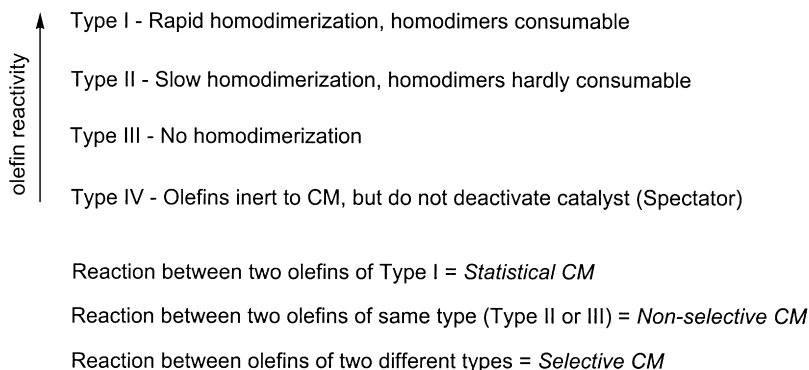 olefin reactivity
Type I - Rapid homodimerization, homodimers consumable
Type II - Slow homodimerization, homodimers hardly consumable
Type III - No homodimerization
Type IV - Olefins inert to CM, but do not deactivate catalyst (Spectator)
Reaction between two olefins of Type I = Statistical CM
Reaction between two olefins of same type (Type II or III) = Non-selective CM
Reaction between olefins of two different types = Selective CM